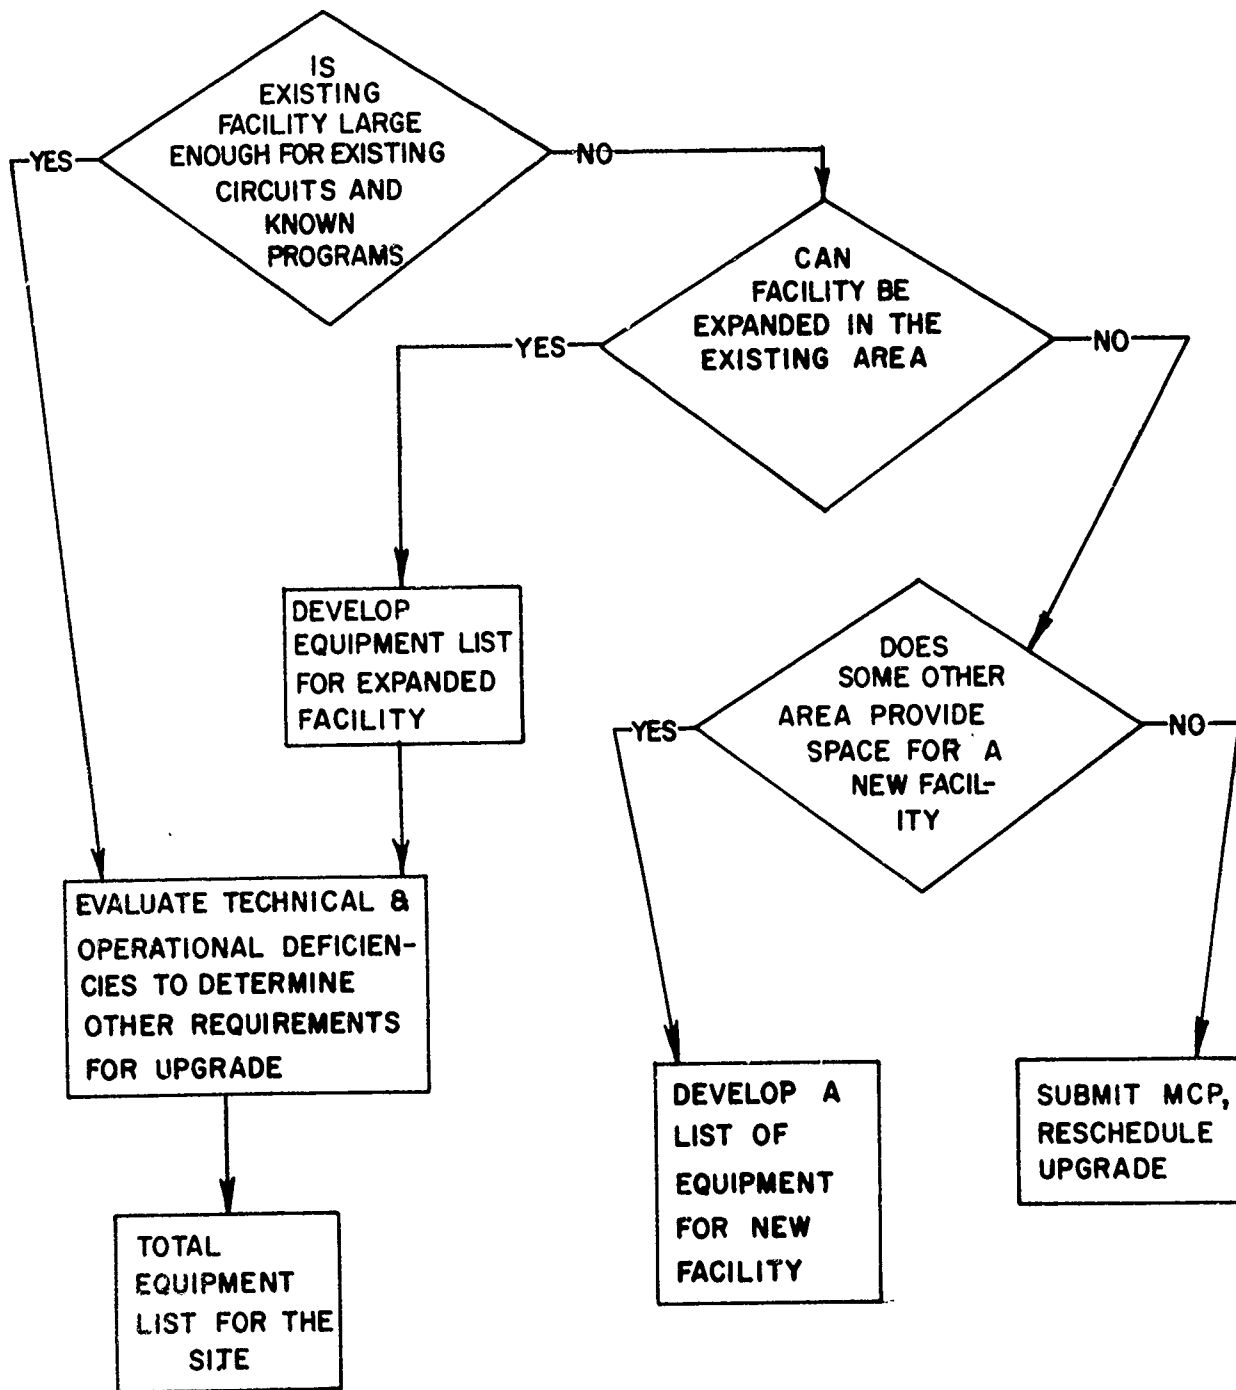 IS
EXISTING
FACILITY LARGE
ENOUGH FOR EXISTING
CIRCUITS AND
KNOWN
PROGRAMS
YES
NO
CAN
FACILITY BE
EXPANDED IN THE
EXISTING AREA
YES
NO
DEVELOP
EQUIPMENT LIST
FOR EXPANDED
FACILITY
DOES
SOME OTHER
AREA PROVIDE
SPACE FOR A
NEW FACIL-
ITY
YES
NO
EVALUATE TECHNICAL &
OPERATIONAL DEFICIEN-
CIES TO DETERMINE
OTHER REQUIREMENTS
FOR UPGRADE
DEVELOP A
LIST OF
EQUIPMENT
FOR NEW
FACILITY
SUBMIT MCP,
RESCHEDULE
UPGRADE
TOTAL
EQUIPMENT
LIST FOR THE
SITE